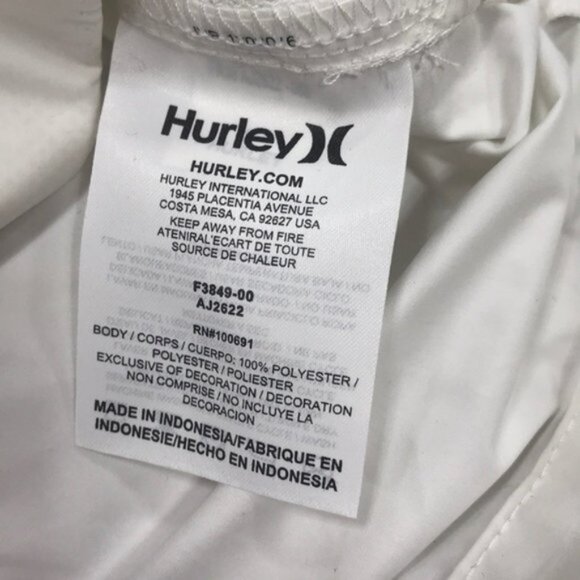 Hurley
HURLEY.COM
HURLEY INTERNATIONAL LLC
1945 PLACENTIA AVENUE
COSTA MESA, CA 92627 USA
KEEP AWAY FROM FIRE
ATENIRAL'ECART DE TOUTE
SOURCE DE CHALEUR
F3849-00
AJ2622
RN#100691
BODY / CORPS / CUERPO: 100% POLYESTER /
POLYESTER / POLIESTER
EXCLUSIVE OF DECORATION / DECORATION
NON COMPRISE / NO INCLUYE LA
DECORACION
MADE IN INDONESIA/FABRIQUE EN
INDONESIE/HECHO EN INDONESIA